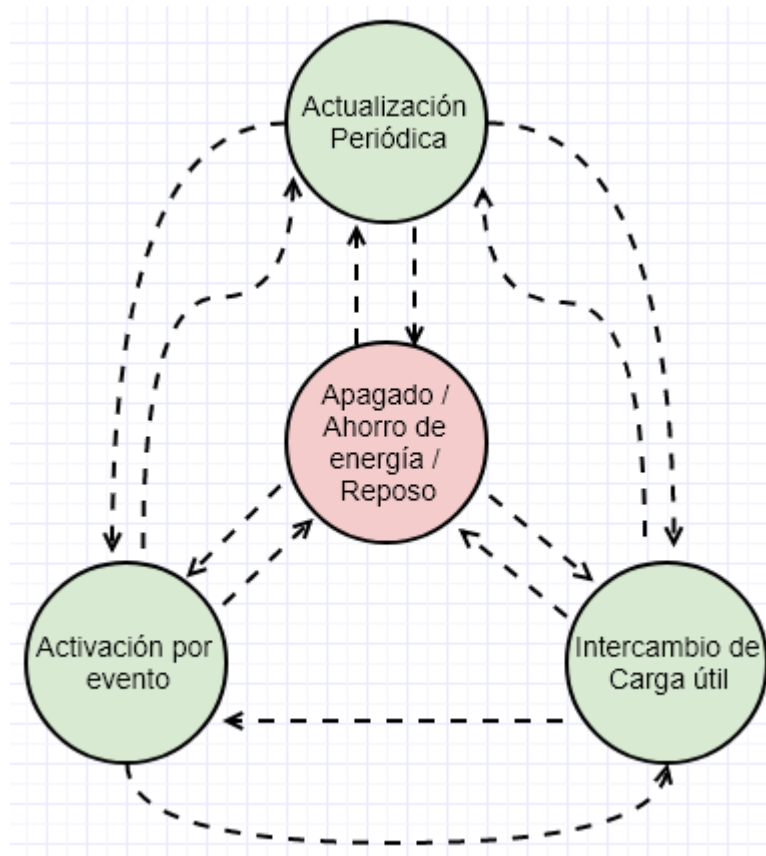 Actualización
Periódica
Apagado /
Ahorro de
energía /
Reposo
Activación por
evento
Intercambio de
Carga útil